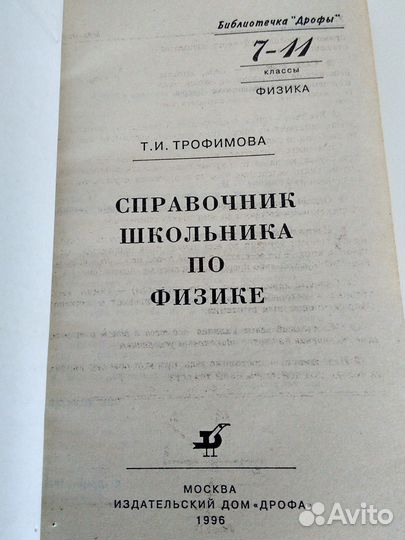 Библиотечка "Дрофы"
7-11
классы
ФИЗИКА
Т.И. ТРОФИМОВА
СПРАВОЧНИК
ШКОЛЬНИКА
ПО
ФИЗИКЕ
МОСКВА
ИЗДАТЕЛЬСКИЙ ДОМ «ДРОФА»
1996
Avito